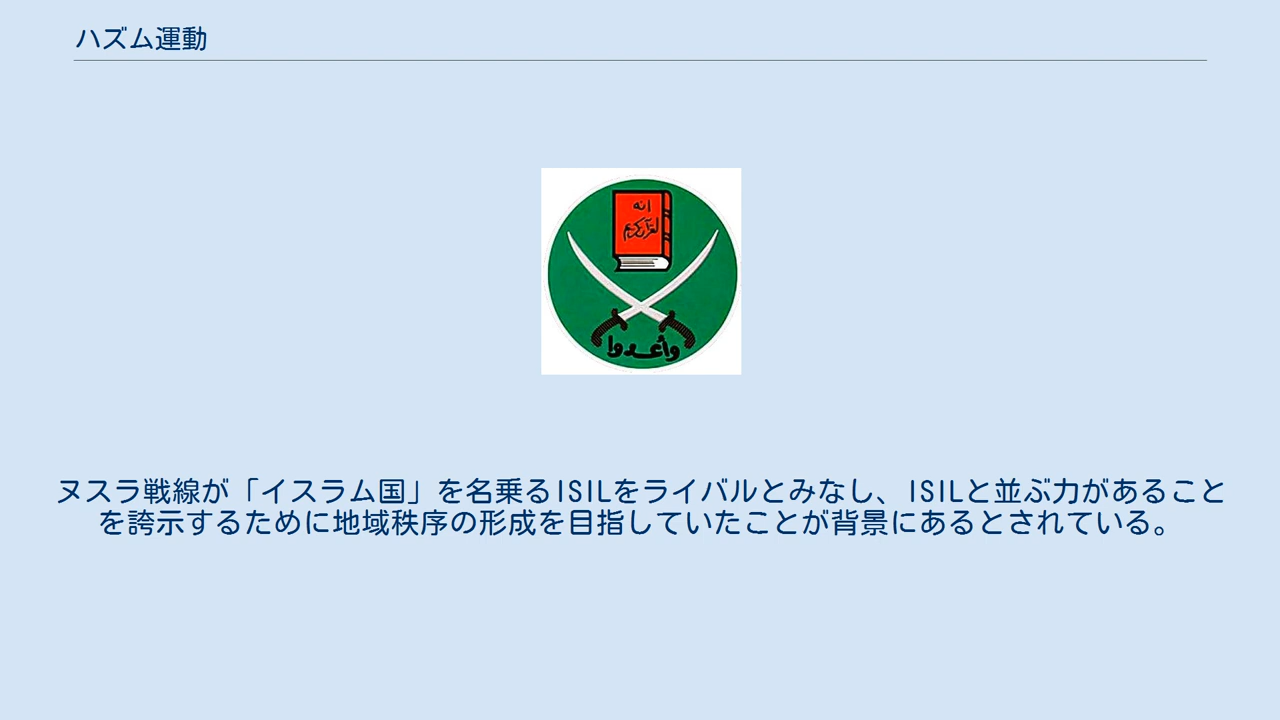 ハズム運動
انه
لقرآن كريم
وأعدوا
ヌスラ戦線が「イスラム国」を名乗るISILをライバルとみなし、ISILと並ぶ力があること
を誇示するために地域秩序の形成を目指していたことが背景にあるとされている。